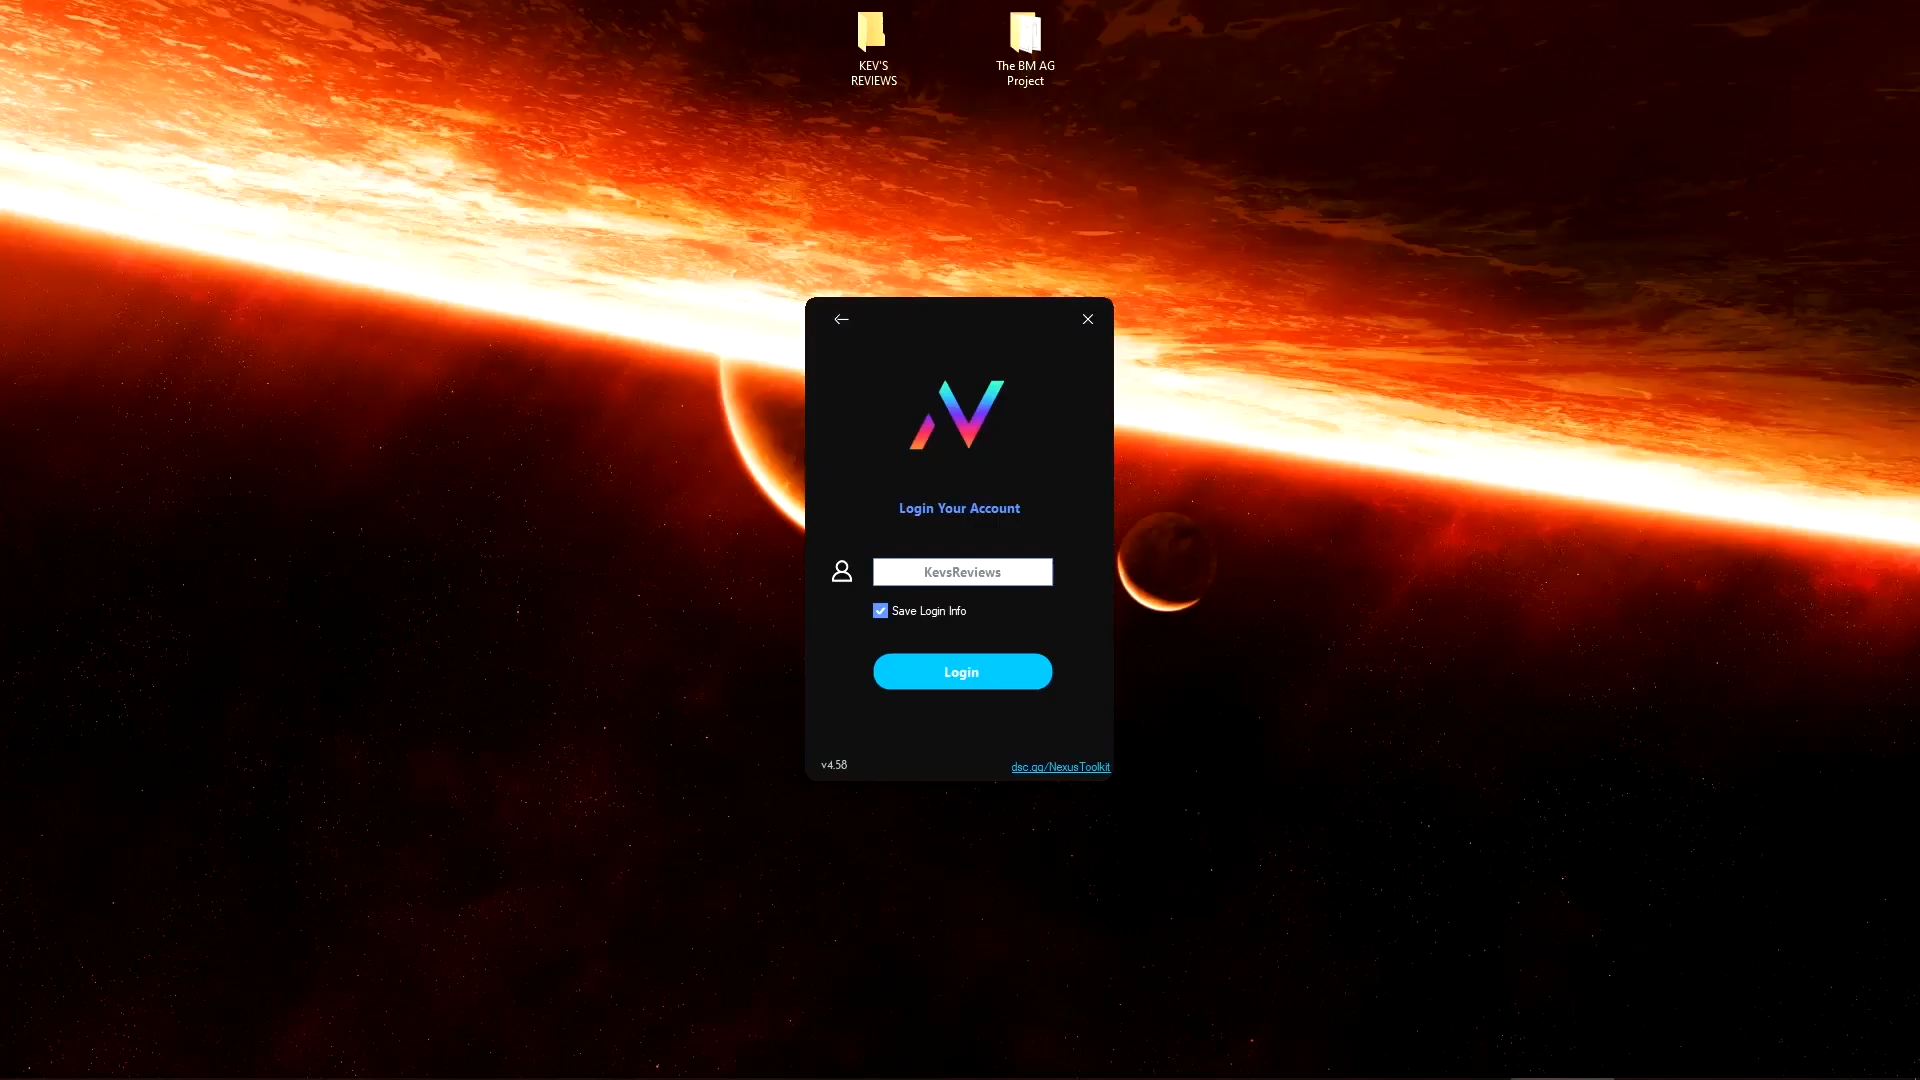 KEV'S
REVIEWS
The BM AG
Project
Login Your Account
KevsReviews
Save Login Info
Login
v4.58
dsc.gg/NexusToolkit